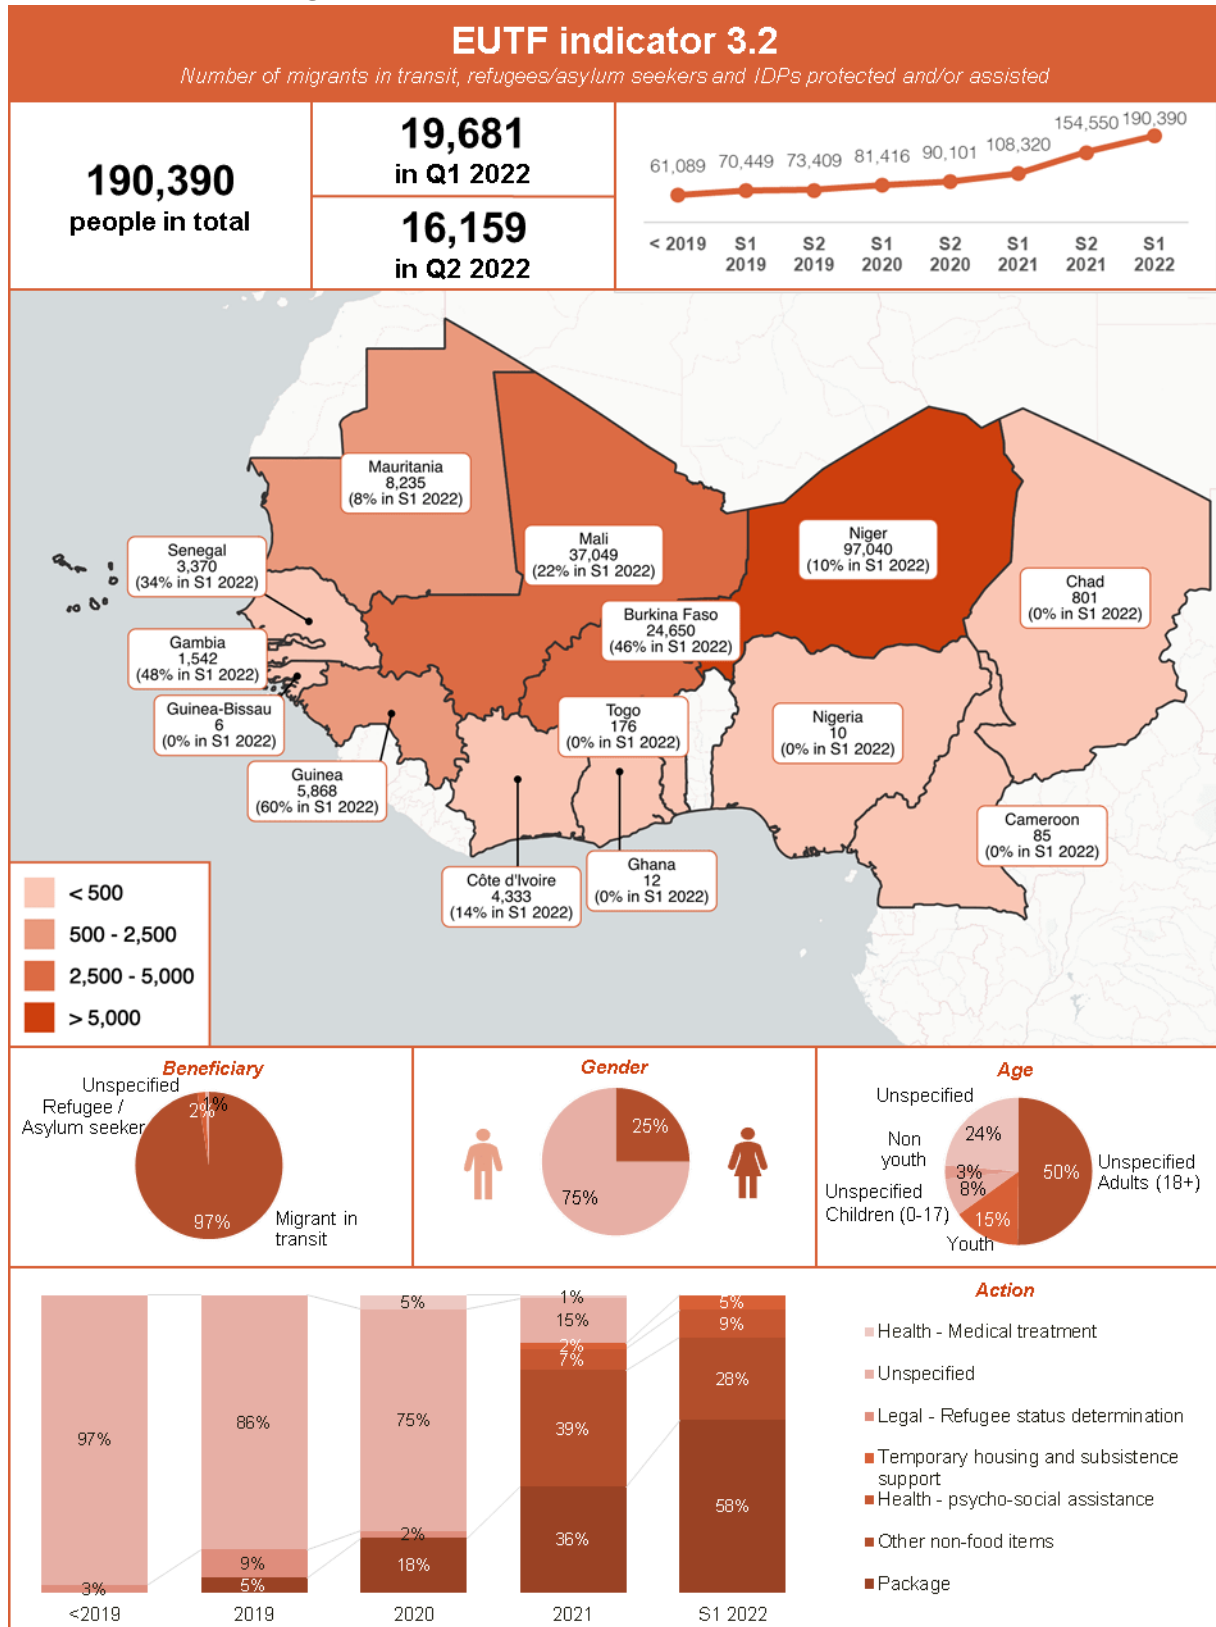 EUTF indicator 3.2
Number of migrants in transit, refugees/asylum seekers and IDPs protected and/or assisted
190,390
people in total
19,681
in Q1 2022
16,159
in Q2 2022
61,089
70,449
73,409
81,416
90,101
108,320
154,550
190,390
< 2019
S1
2019
S2
2019
S1
2020
S2
2020
S1
2021
S2
2021
S1
2022
Mauritania
8,235
(8% in S1 2022)
Mali
37,049
(22% in S1 2022)
Niger
97,040
(10% in S1 2022)
Chad
801
(0% in S1 2022)
Senegal
3,370
(34% in S1 2022)
Burkina Faso
24,650
(46% in S1 2022)
Gambia
1,542
(48% in S1 2022)
Guinea-Bissau
6
(0% in S1 2022)
Togo
176
(0% in S1 2022)
Nigeria
10
(0% in S1 2022)
Guinea
5,868
(60% in S1 2022)
Cameroon
85
(0% in S1 2022)
Côte d'Ivoire
4,333
(14% in S1 2022)
Ghana
12
(0% in S1 2022)
< 500
500 - 2,500
2,500 - 5,000
> 5,000
Beneficiary
Unspecified
1%
Refugee /
Asylum seeker
2%
97%
Migrant in
transit
Gender
25%
75%
Age
Unspecified
24%
Non
youth
3%
Unspecified
Children (0-17)
8%
Youth
15%
50%
Unspecified
Adults (18+)
97%
3%
<2019
86%
9%
5%
2019
5%
75%
2%
18%
2020
1%
15%
2%
7%
39%
36%
2021
5%
9%
28%
58%
S1 2022
Action
Health - Medical treatment
Unspecified
Legal - Refugee status determination
Temporary housing and subsistence
support
Health - psycho-social assistance
Other non-food items
Package